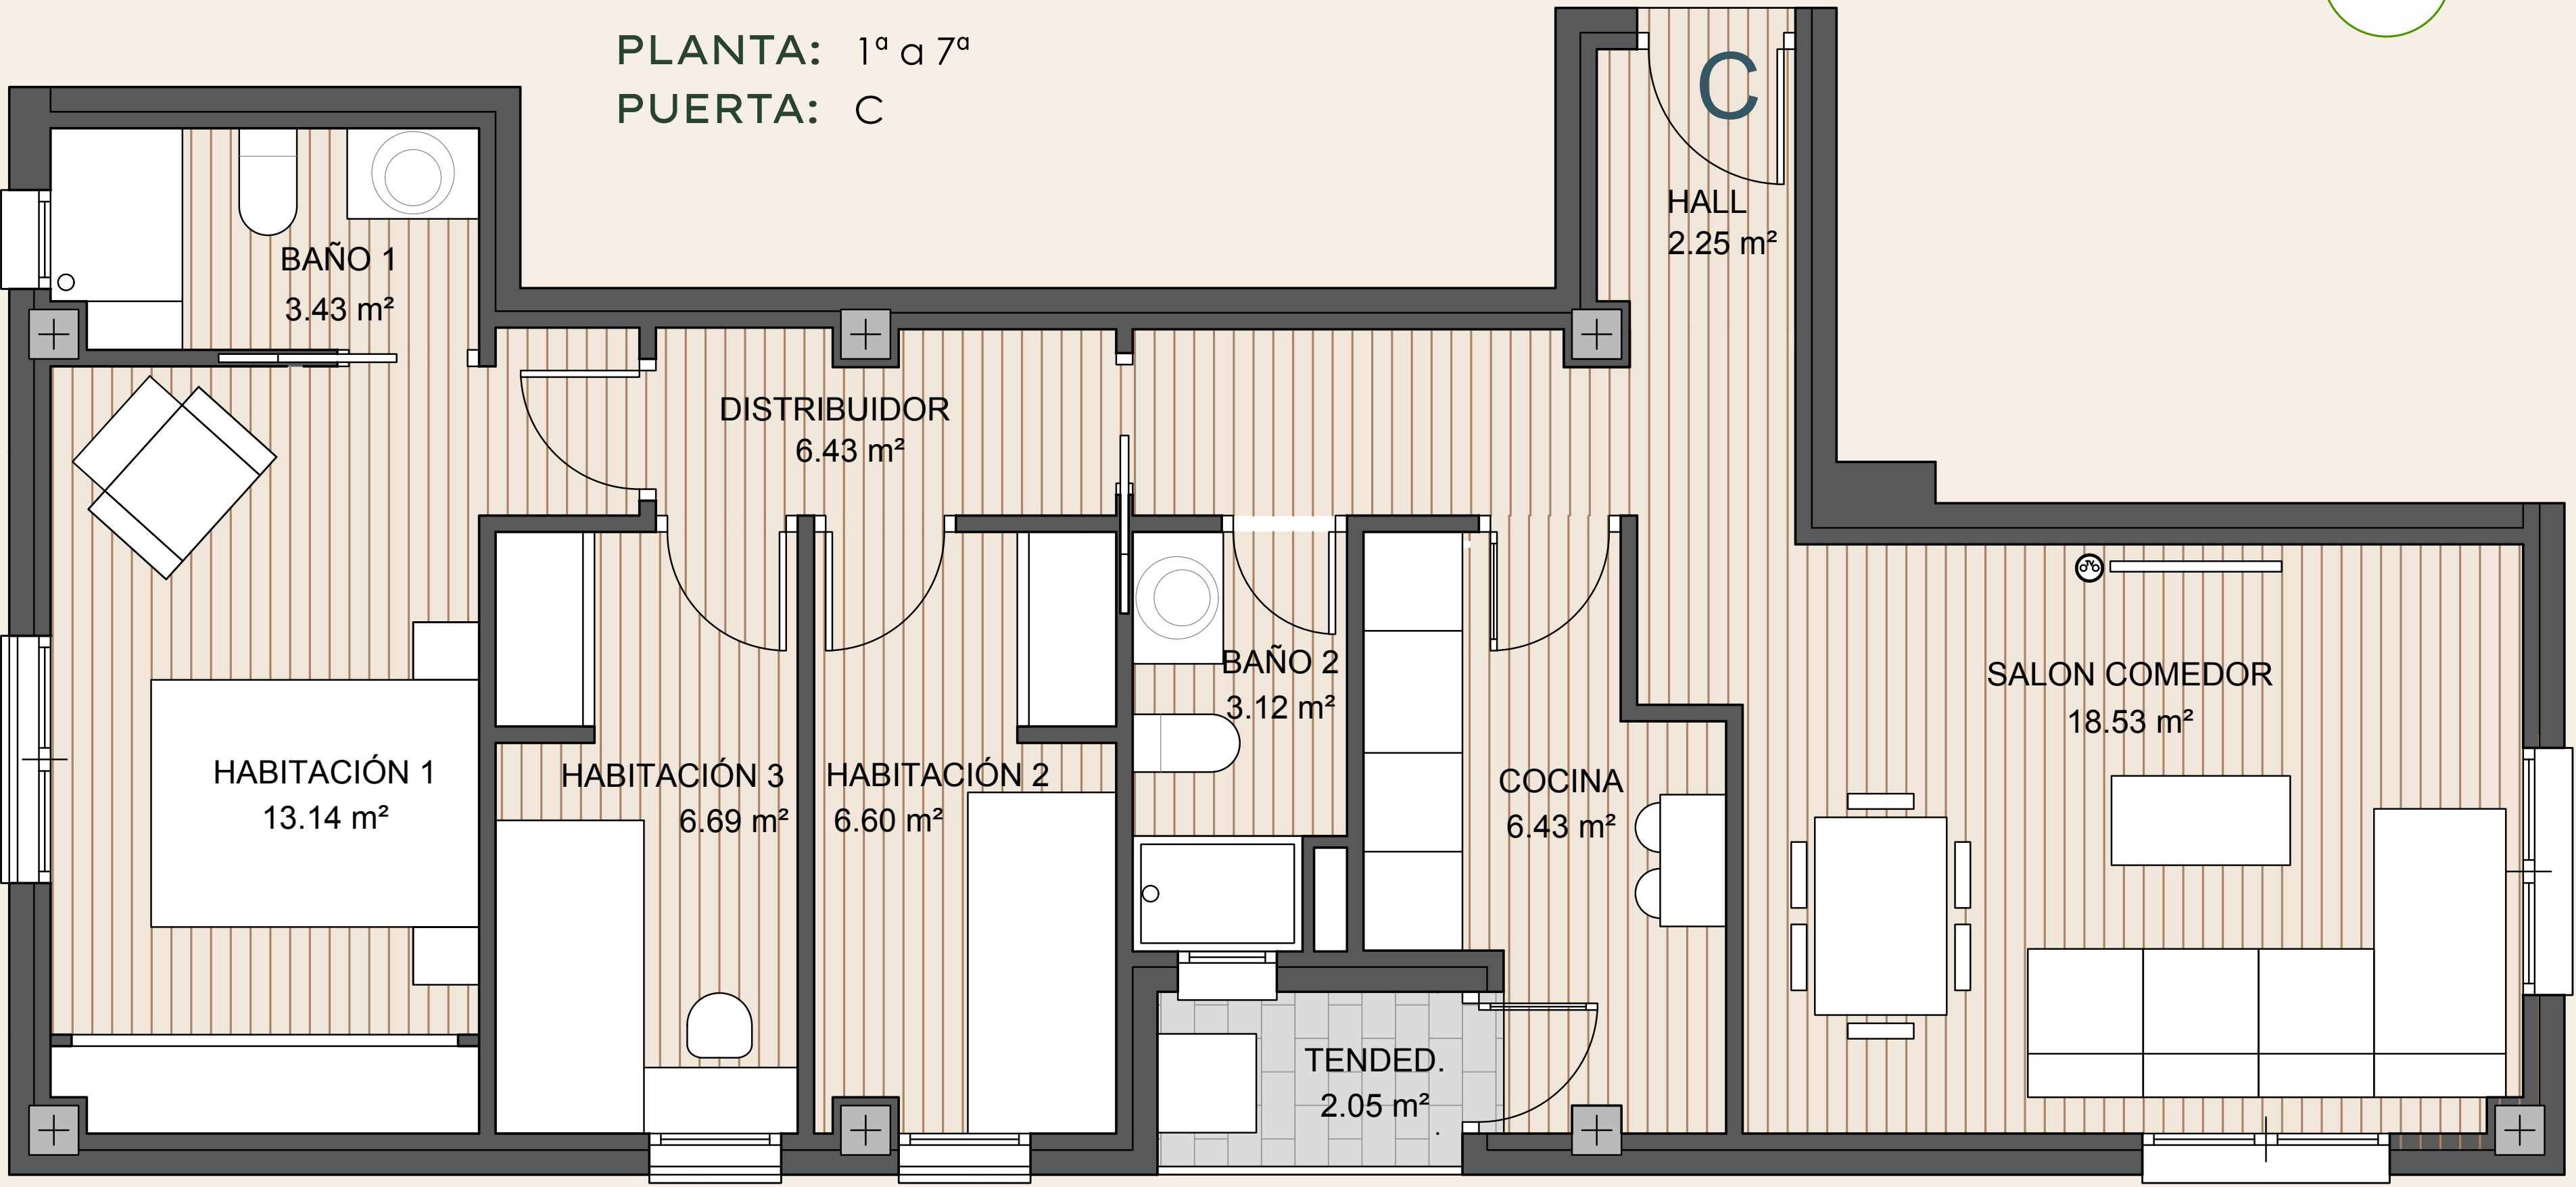 PLANTA: 1ª a 7ª
PUERTA: C
C
HALL
2.25 m²
BAÑO 1
3.43 m²
DISTRIBUIDOR
6.43 m²
BAÑO 2
3.12 m²
SALON COMEDOR
18.53 m²
HABITACIÓN 1
13.14 m²
HABITACIÓN 3
6.69 m²
HABITACIÓN 2
6.60 m²
COCINA
6.43 m²
TENDED.
2.05 m²